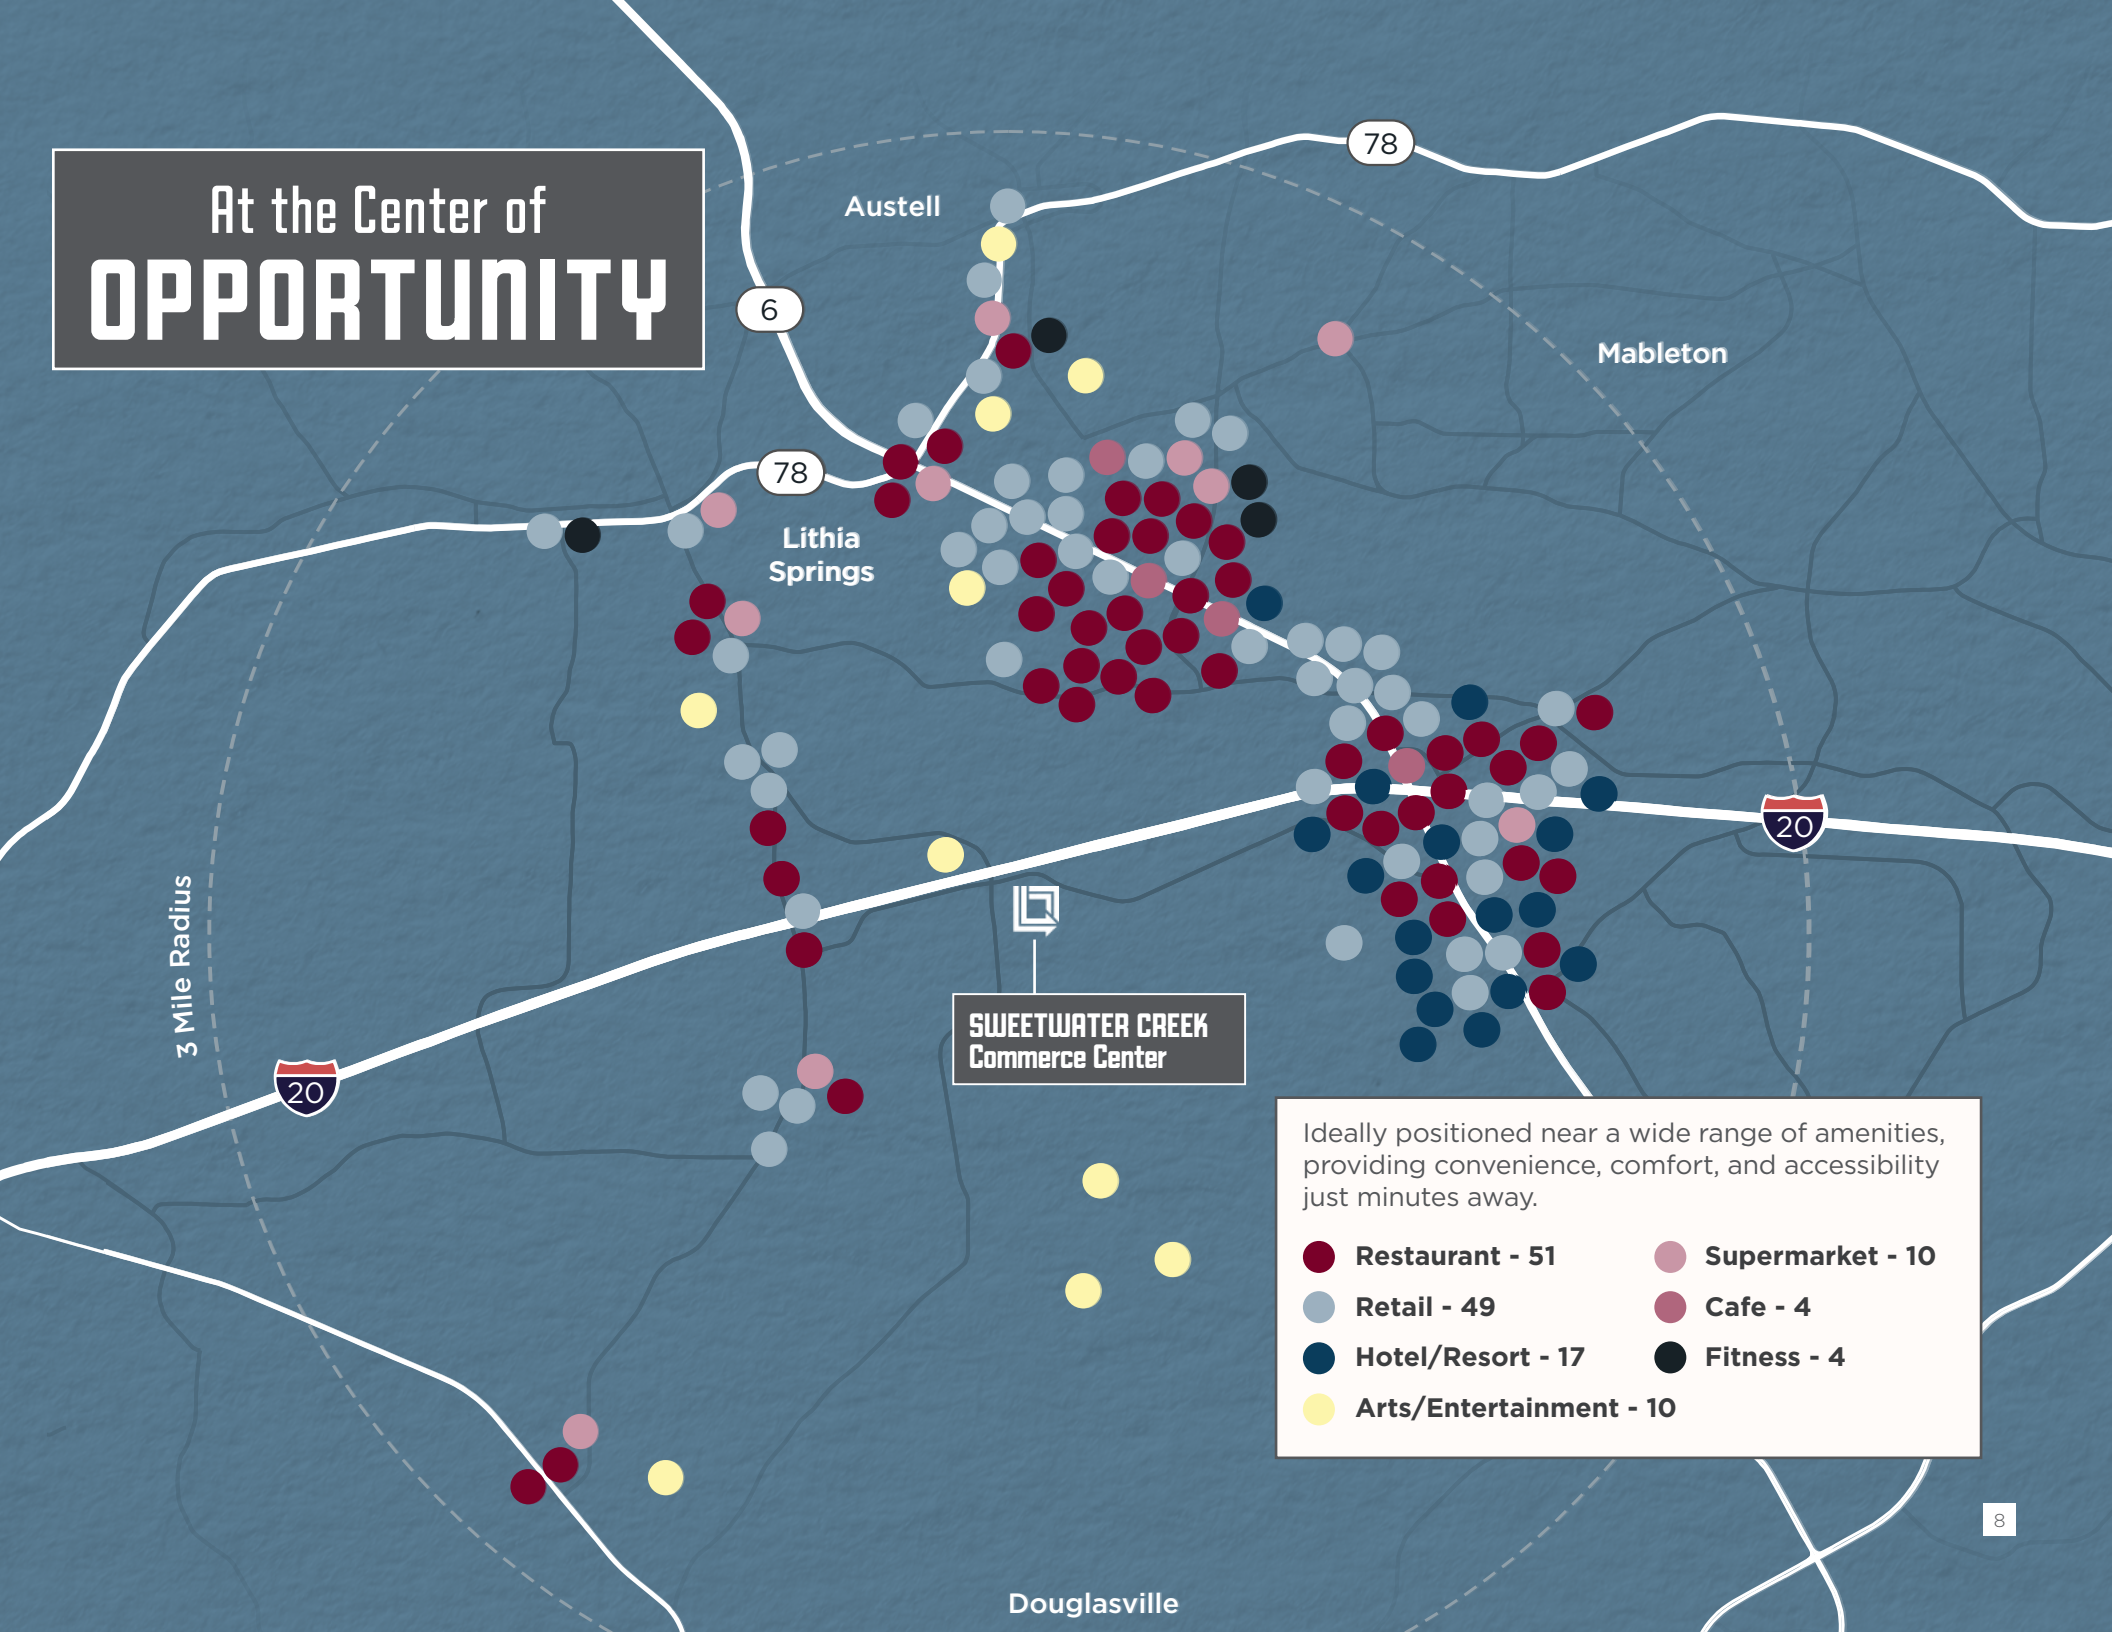 At the Center of
OPPORTUNITY
78
Austell
6
Mableton
78
Lithia
Springs
20
3 Mile Radius
SWEETWATER CREEK
Commerce Center
20
Ideally positioned near a wide range of amenities,
providing convenience, comfort, and accessibility
just minutes away.
Restaurant - 51
Supermarket - 10
Retail - 49
Cafe - 4
Hotel/Resort - 17
Fitness - 4
Arts/Entertainment - 10
8
Douglasville